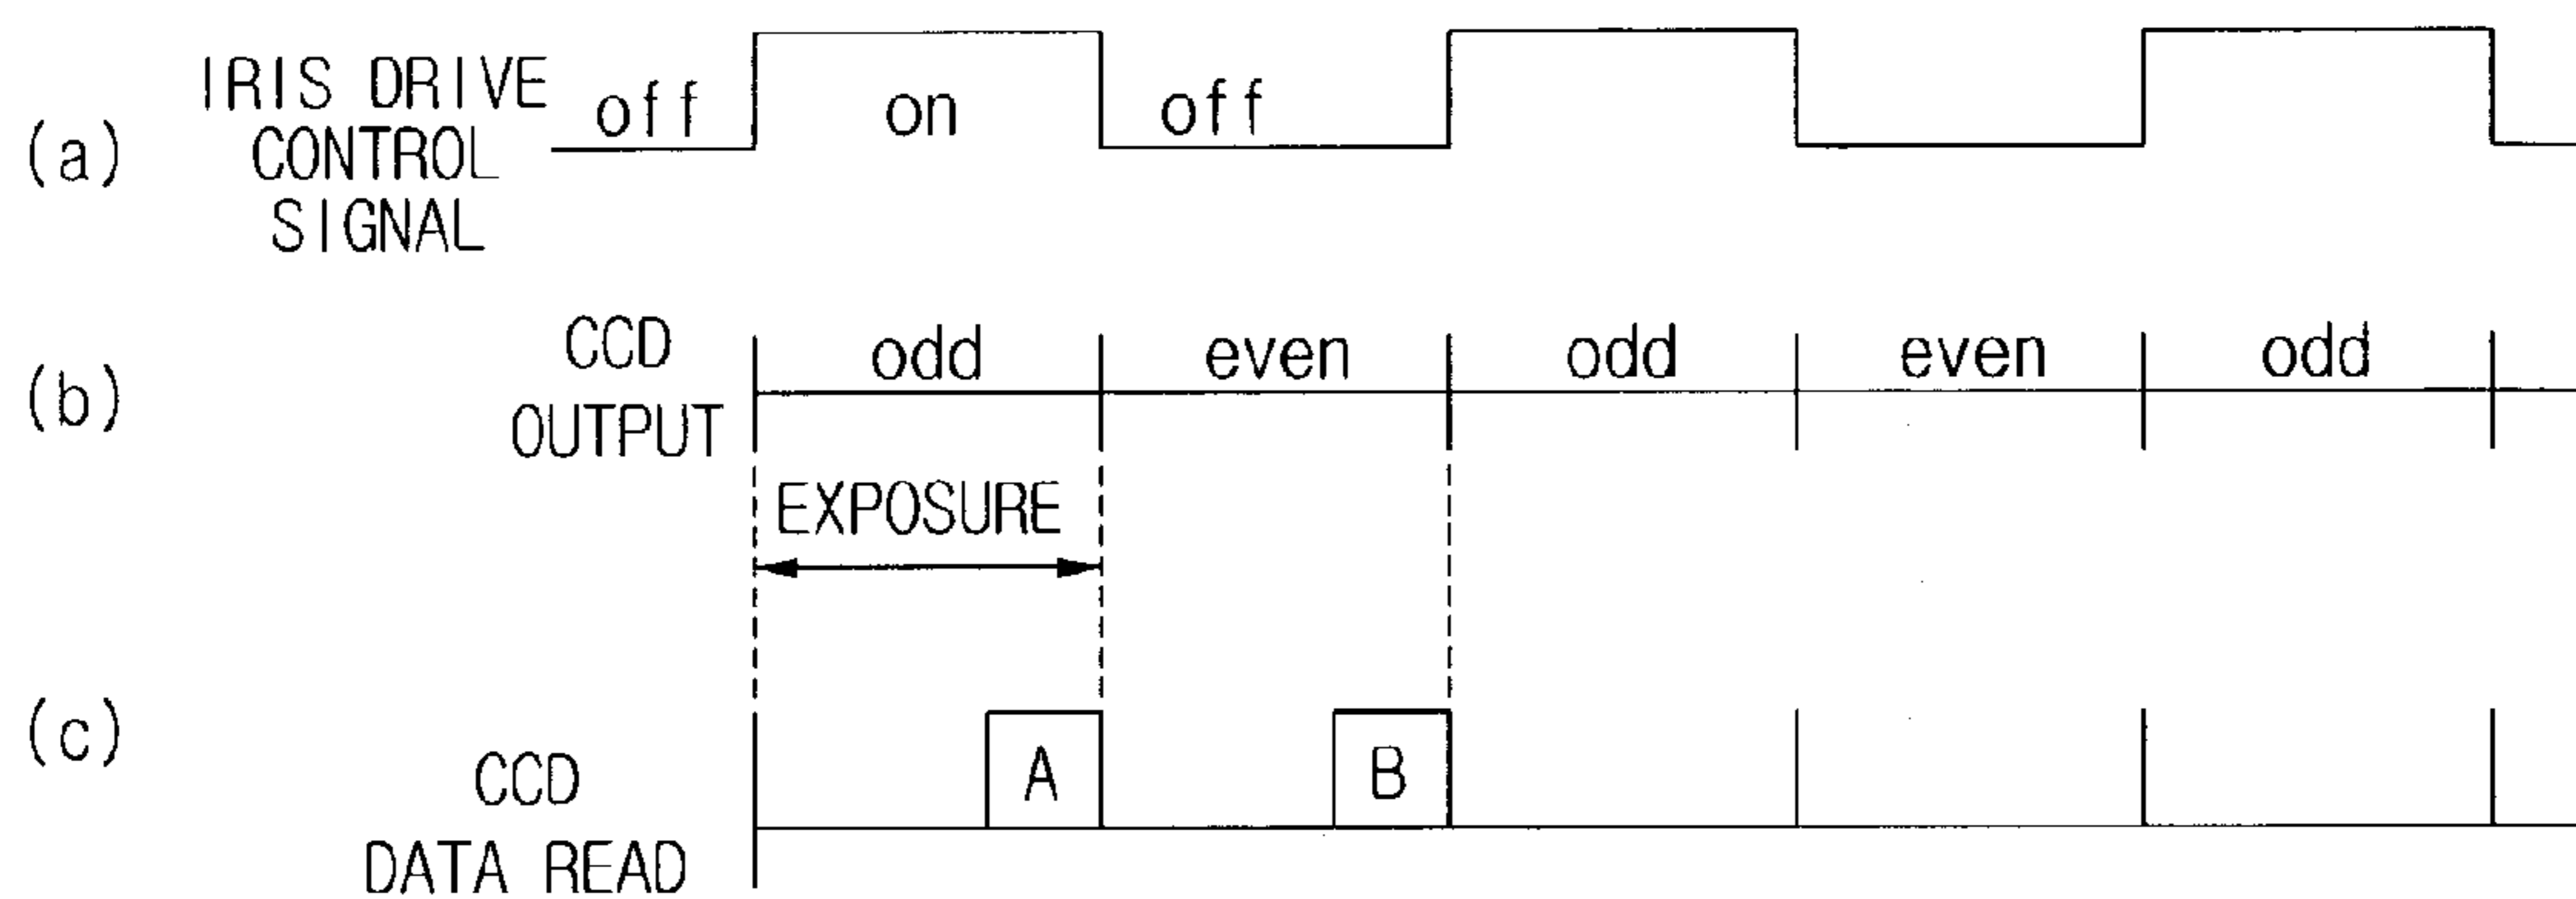 (a)
IRIS DRIVE
CONTROL
SIGNAL
off
on
off
(b)
CCD
OUTPUT
odd
even
odd
even
odd
EXPOSURE
(c)
CCD
DATA READ
A
B